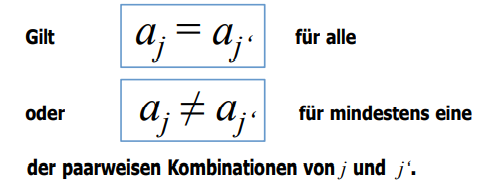 Gilt a_j = a_j‘ für alle
oder a_j ≠ a_j‘ für mindestens eine
der paarweisen Kombinationen von j und j‘.